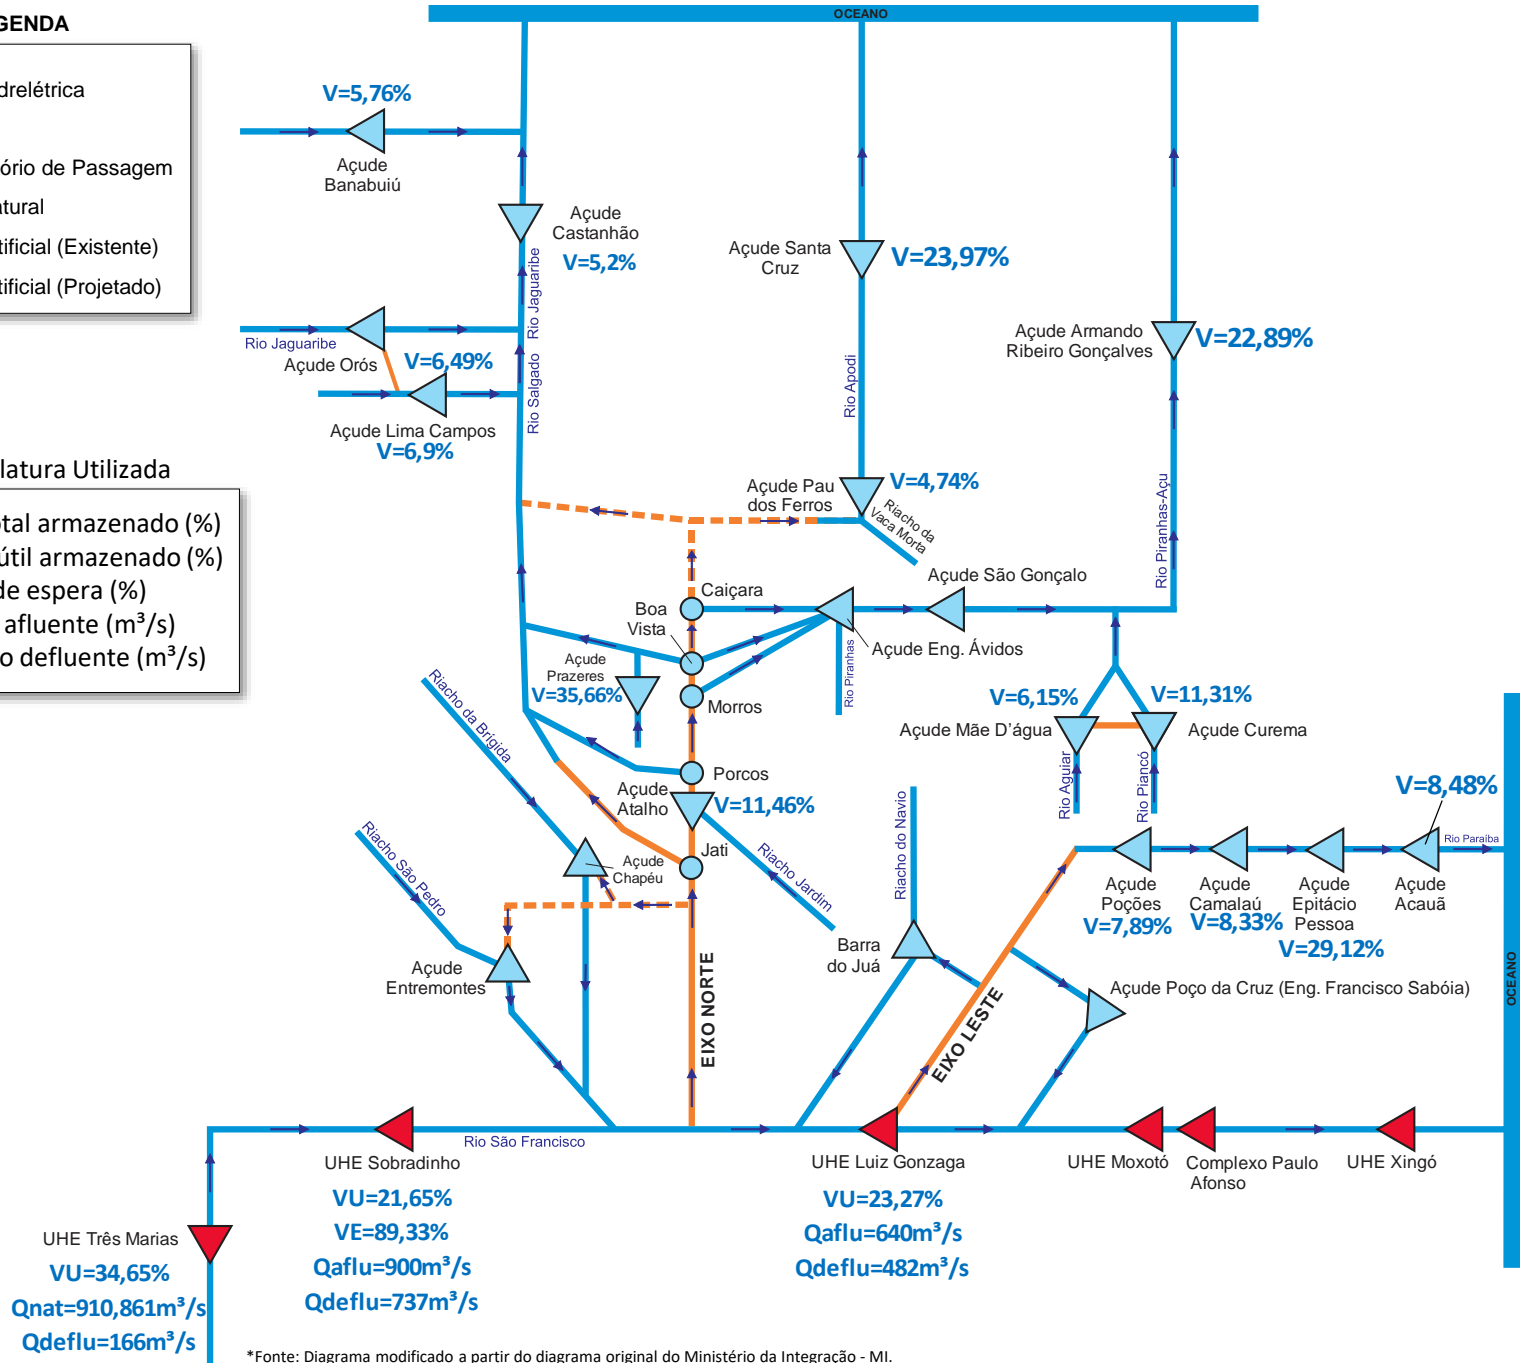 GENDA
drelétrica
ório de Passagem
atural
tificial (Existente)
tificial (Projetado)
latura Utilizada
otal armazenado (%)
útil armazenado (%)
de espera (%)
afluente (m³/s)
o defluente (m³/s)
OCEANO
V=5,76%
Açude
Banabuiú
Açude
Castanhão
V=5,2%
Rio Jaguaribe
Açude Santa
Cruz
V=23,97%
Açude Armando
Ribeiro Gonçalves
V=22,89%
Rio Jaguaribe
Açude Orós
V=6,49%
Rio Salgado
Rio Apodi
Açude Lima Campos
V=6,9%
Açude Pau
dos Ferros
V=4,74%
Riacho da
Vaca Morta
Rio Piranhas-Açu
Caiçara
Boa
Vista
Açude São Gonçalo
Açude Eng. Ávidos
Rio Piranhas
Açude
Prazeres
V=35,66%
Morros
Riacho da Brígida
Porcos
Açude
Atalho
V=11,46%
V=6,15%
V=11,31%
Açude Mãe D'água
Açude Curema
Rio Aguiar
Rio Piancó
Jati
Açude
Chapéu
Riacho São Pedro
Riacho Jardim
Riacho do Navio
V=8,48%
Rio Paraíba
Açude
Poções
V=7,89%
Açude
Camalaú
V=8,33%
Açude
Epitácio
Pessoa
V=29,12%
Açude
Acauã
Açude
Entremontes
Barra
do Juá
Açude Poço da Cruz (Eng. Francisco Sabóia)
EIXO NORTE
EIXO LESTE
OCEANO
Rio São Francisco
UHE Sobradinho
VU=21,65%
VE=89,33%
Qaflu=900m³/s
Qdeflu=737m³/s
UHE Luiz Gonzaga
VU=23,27%
Qaflu=640m³/s
Qdeflu=482m³/s
UHE Moxotó
Complexo Paulo
Afonso
UHE Xingó
UHE Três Marias
VU=34,65%
Qnat=910,861m³/s
Qdeflu=166m³/s
*Fonte: Diagrama modificado a partir do diagrama original do Ministério da Integração - MI.